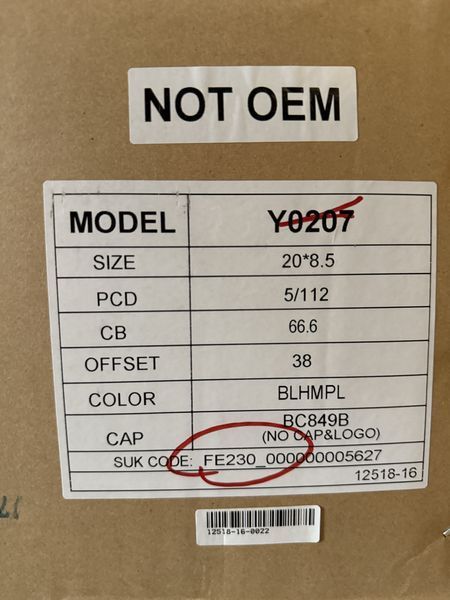 NOT OEM
MODEL Y0207
SIZE 20*8.5
PCD 5/112
CB 66.6
OFFSET 38
COLOR BLHMPL
CAP BC849B
(NO CAP&LOGO)
SUK CODE: FE230_000000005627
12518-16
12518-16-0022